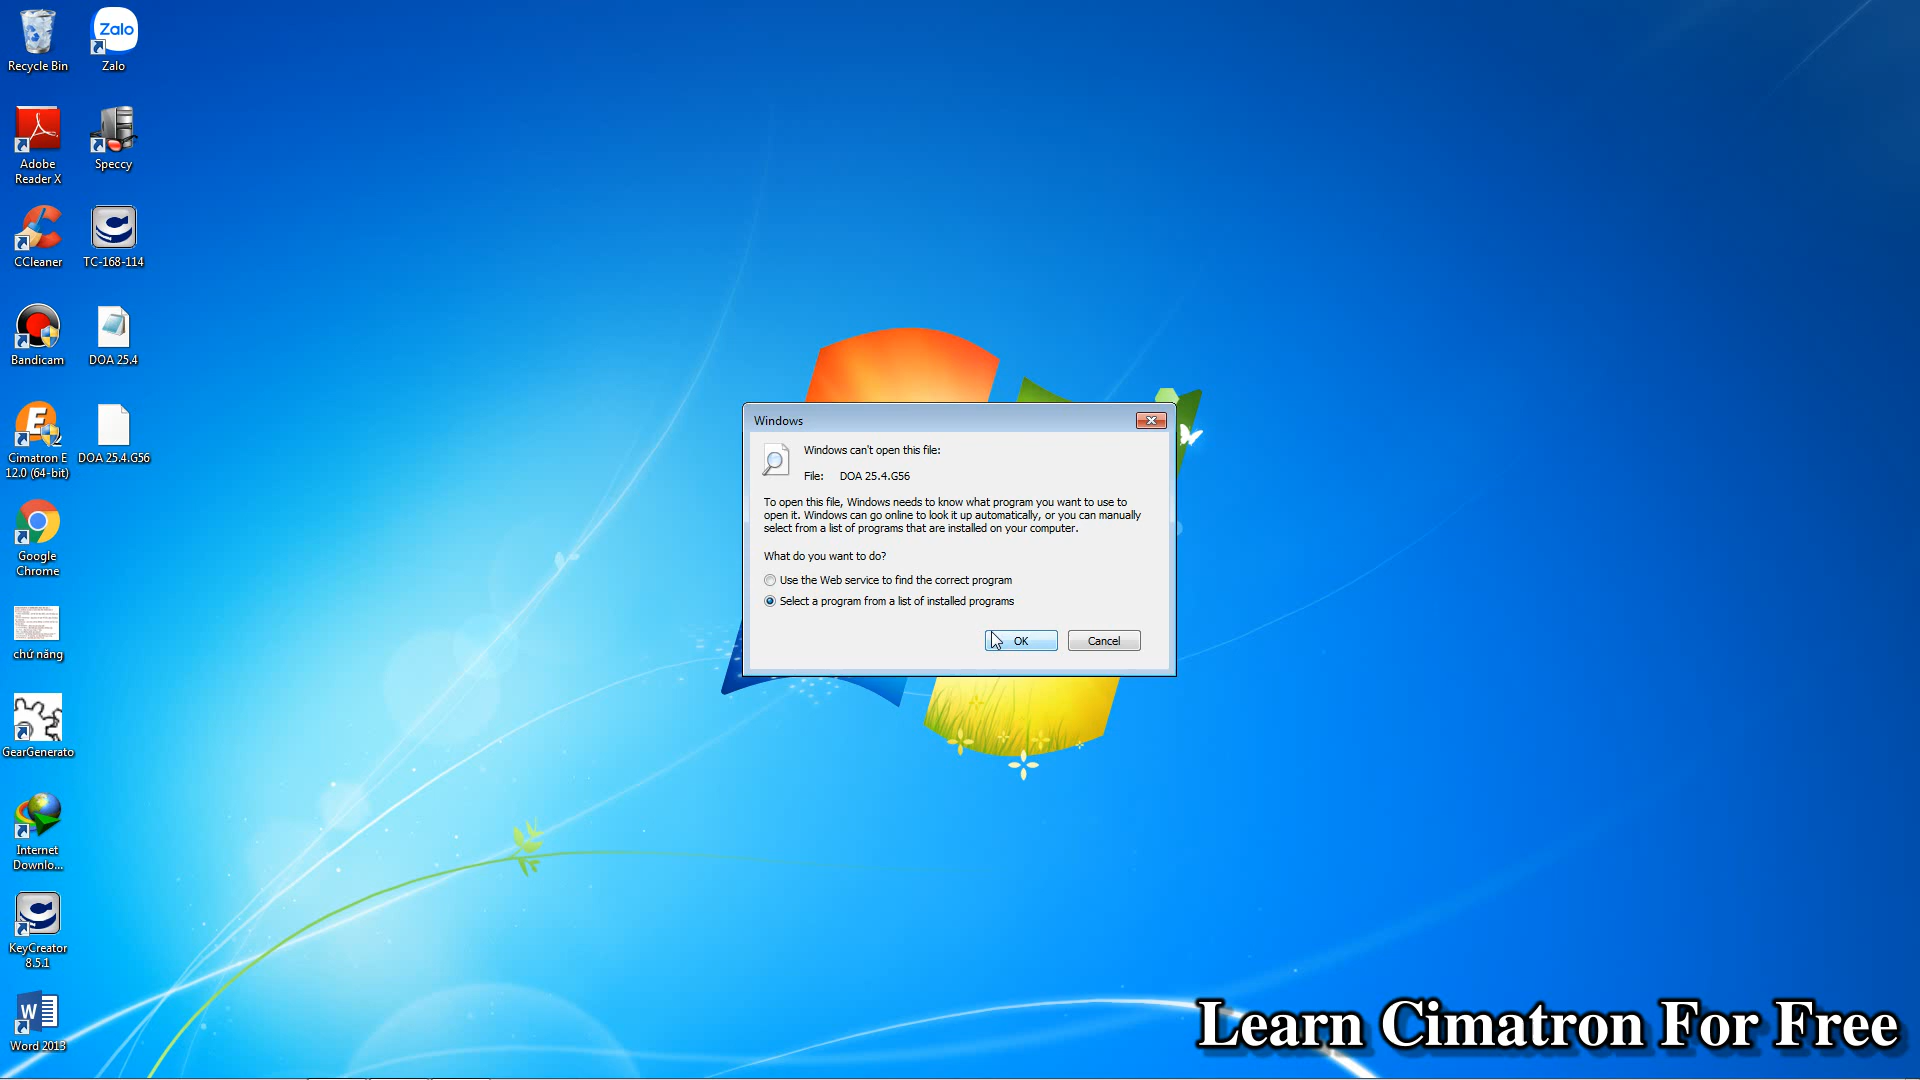 Recycle Bin
Zalo
Zalo
Adobe
Reader X
Speccy
CCleaner
TC-168-114
Bandicam
DOA 25.4
E
Cimatron E
12.0 (64-bit)
DOA 25.4.G56
Google
Chrome
chứ năng
GearGenerato
Internet
Downlo...
KeyCreator
8.5.1
W
Word 2013
Windows
Windows can't open this file:
File: DOA 25.4.G56
To open this file, Windows needs to know what program you want to use to
open it. Windows can go online to look it up automatically, or you can manually
select from a list of programs that are installed on your computer.
What do you want to do?
Use the Web service to find the correct program
Select a program from a list of installed programs
OK
Cancel
Learn Cimatron For Free